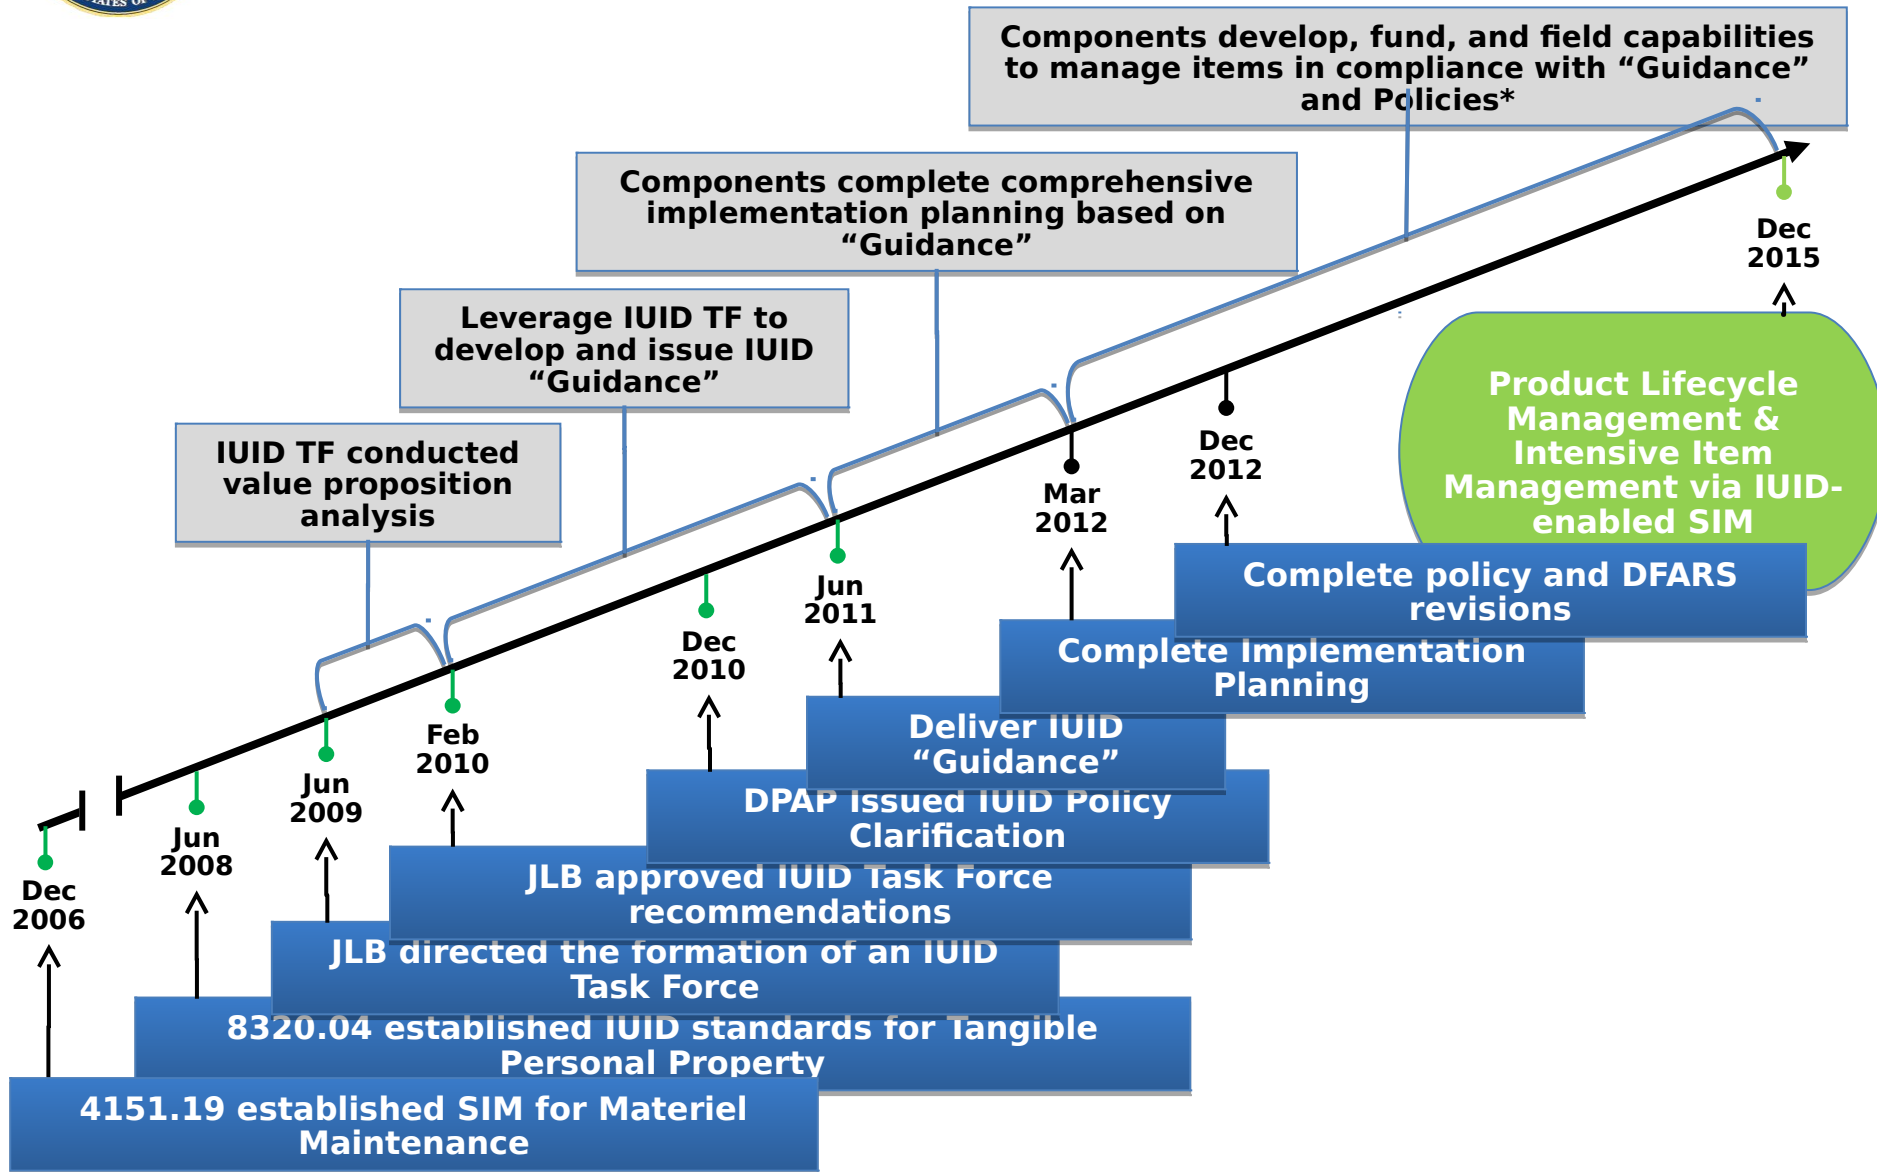 STATES OF
Components develop, fund, and field capabilities
to manage items in compliance with “Guidance”
and Policies*
Components complete comprehensive
implementation planning based on
“Guidance”
Leverage IUID TF to
develop and issue IUID
“Guidance”
IUID TF conducted
value proposition
analysis
Dec
2015
Dec
2012
Mar
2012
Jun
2011
Dec
2010
Feb
2010
Jun
2009
Jun
2008
Dec
2006
Product Lifecycle
Management &
Intensive Item
Management via IUID-
enabled SIM
Complete policy and DFARS
revisions
Complete Implementation
Planning
Deliver IUID
“Guidance”
DPAP Issued IUID Policy
Clarification
JLB approved IUID Task Force
recommendations
JLB directed the formation of an IUID
Task Force
8320.04 established IUID standards for Tangible
Personal Property
4151.19 established SIM for Materiel
Maintenance